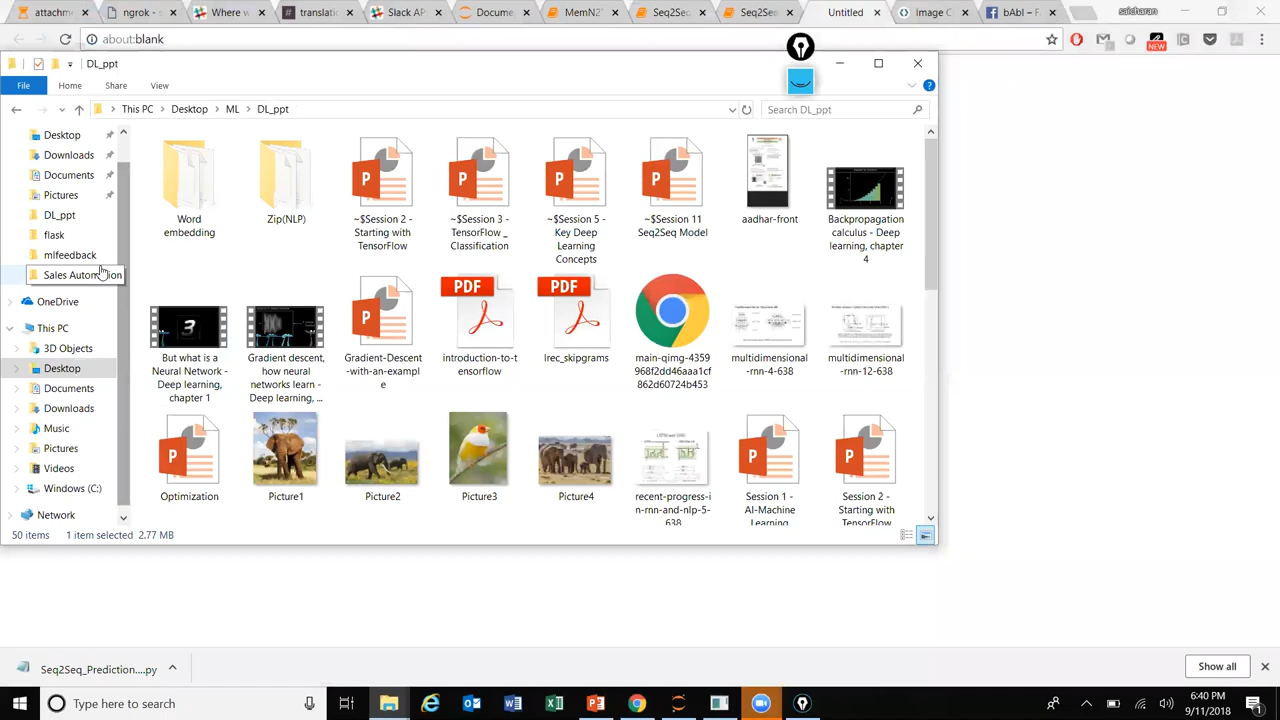 attachm
ngrok - 
Where w
translatio
Slack AP
Docume
MemN2
Seq2Seq
Seq2See
Untitled
Image C
bAbI – F
saicharan
about:blank
NEW
DL_ppt
File
Home
Share
View
This PC
Desktop
ML
DL_ppt
Search DL_ppt
Desktop
Downloads
Documents
Pictures
DL_ppt
flask
mlfeedback
Sales Automation
OneDrive
This PC
3D Objects
Desktop
Documents
Downloads
Music
Pictures
Videos
Windows (C:)
Network
Word
embedding
Zip(NLP)
~$Session 2 -
Starting with
TensorFlow
~$Session 3 -
TensorFlow _
Classification
~$Session 5 -
Key Deep
Learning
Concepts
~$Session 11
Seq2Seq Model
aadhar-front
Backpropagation
calculus - Deep
learning, chapter
4
But what is a
Neural Network -
Deep learning,
chapter 1
Gradient descent,
how neural
networks learn -
Deep learning, ...
Gradient-Descent
-with-an-exampl
e
introduction-to-t
ensorflow
lrec_skipgrams
main-qimg-4359
968f2dd46aaa1cf
862d60724b453
multidimensional
-rnn-4-638
multidimensional
-rnn-12-638
Optimization
Picture1
Picture2
Picture3
Picture4
recent-progress-i
n-rnn-and-nlp-5-
638
Session 1 -
AI-Machine
Learning
Session 2 -
Starting with
TensorFlow
50 items
1 item selected 2.77 MB
Seq2Seq_Prediction....py
Show all
Type here to search
6:40 PM
9/11/2018